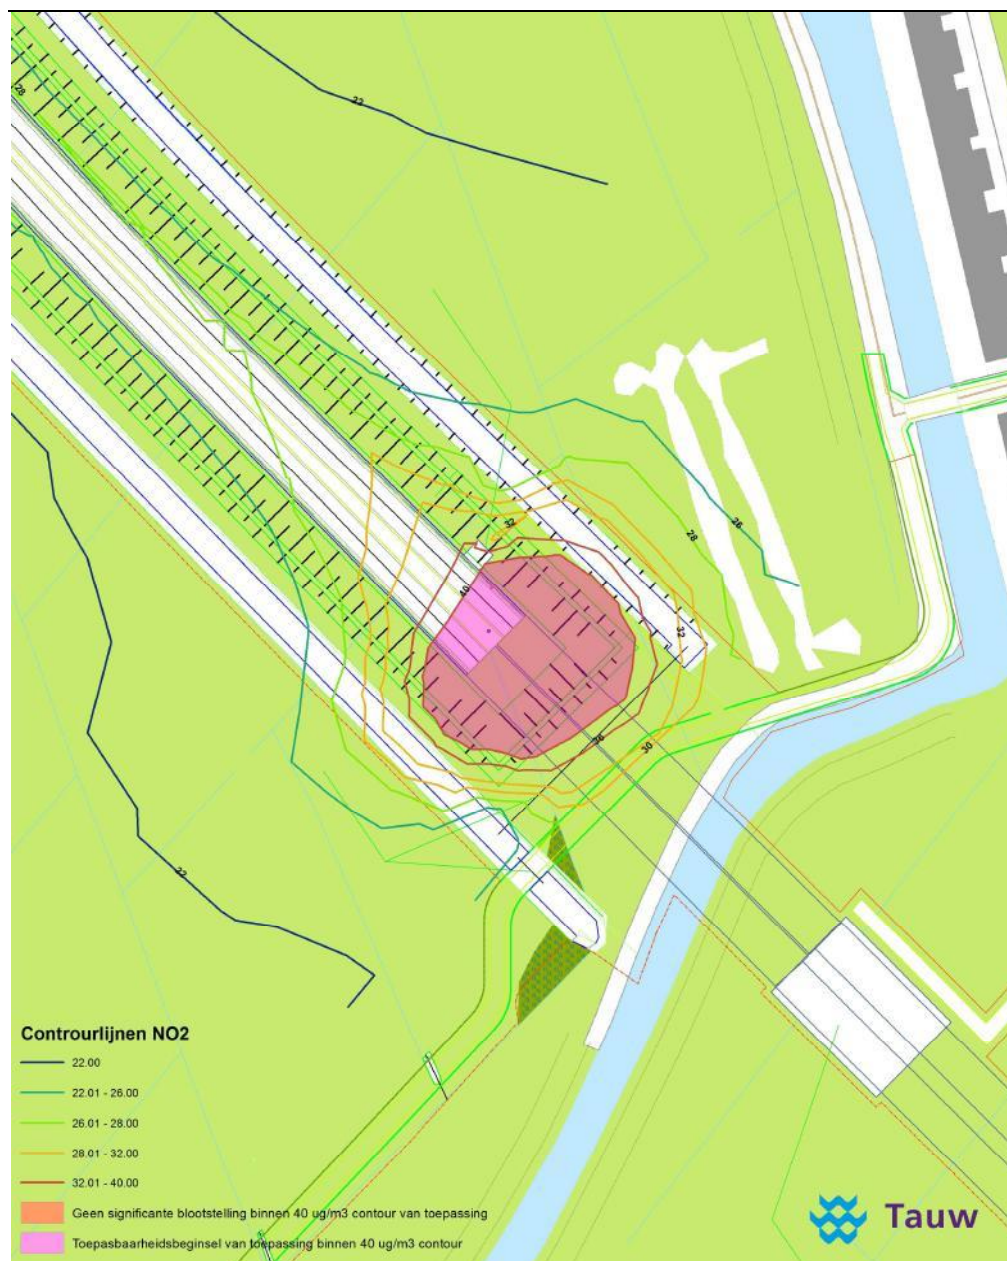 22
28
26
28
32
40
32
36
30
22
Controurlijnen NO2
22.00
22.01 - 26.00
26.01 - 28.00
28.01 - 32.00
32.01 - 40.00
Geen significante blootstelling binnen 40 ug/m3 contour van toepassing
Toepasbaarheidsbeginsel van toepassing binnen 40 ug/m3 contour
Tauw